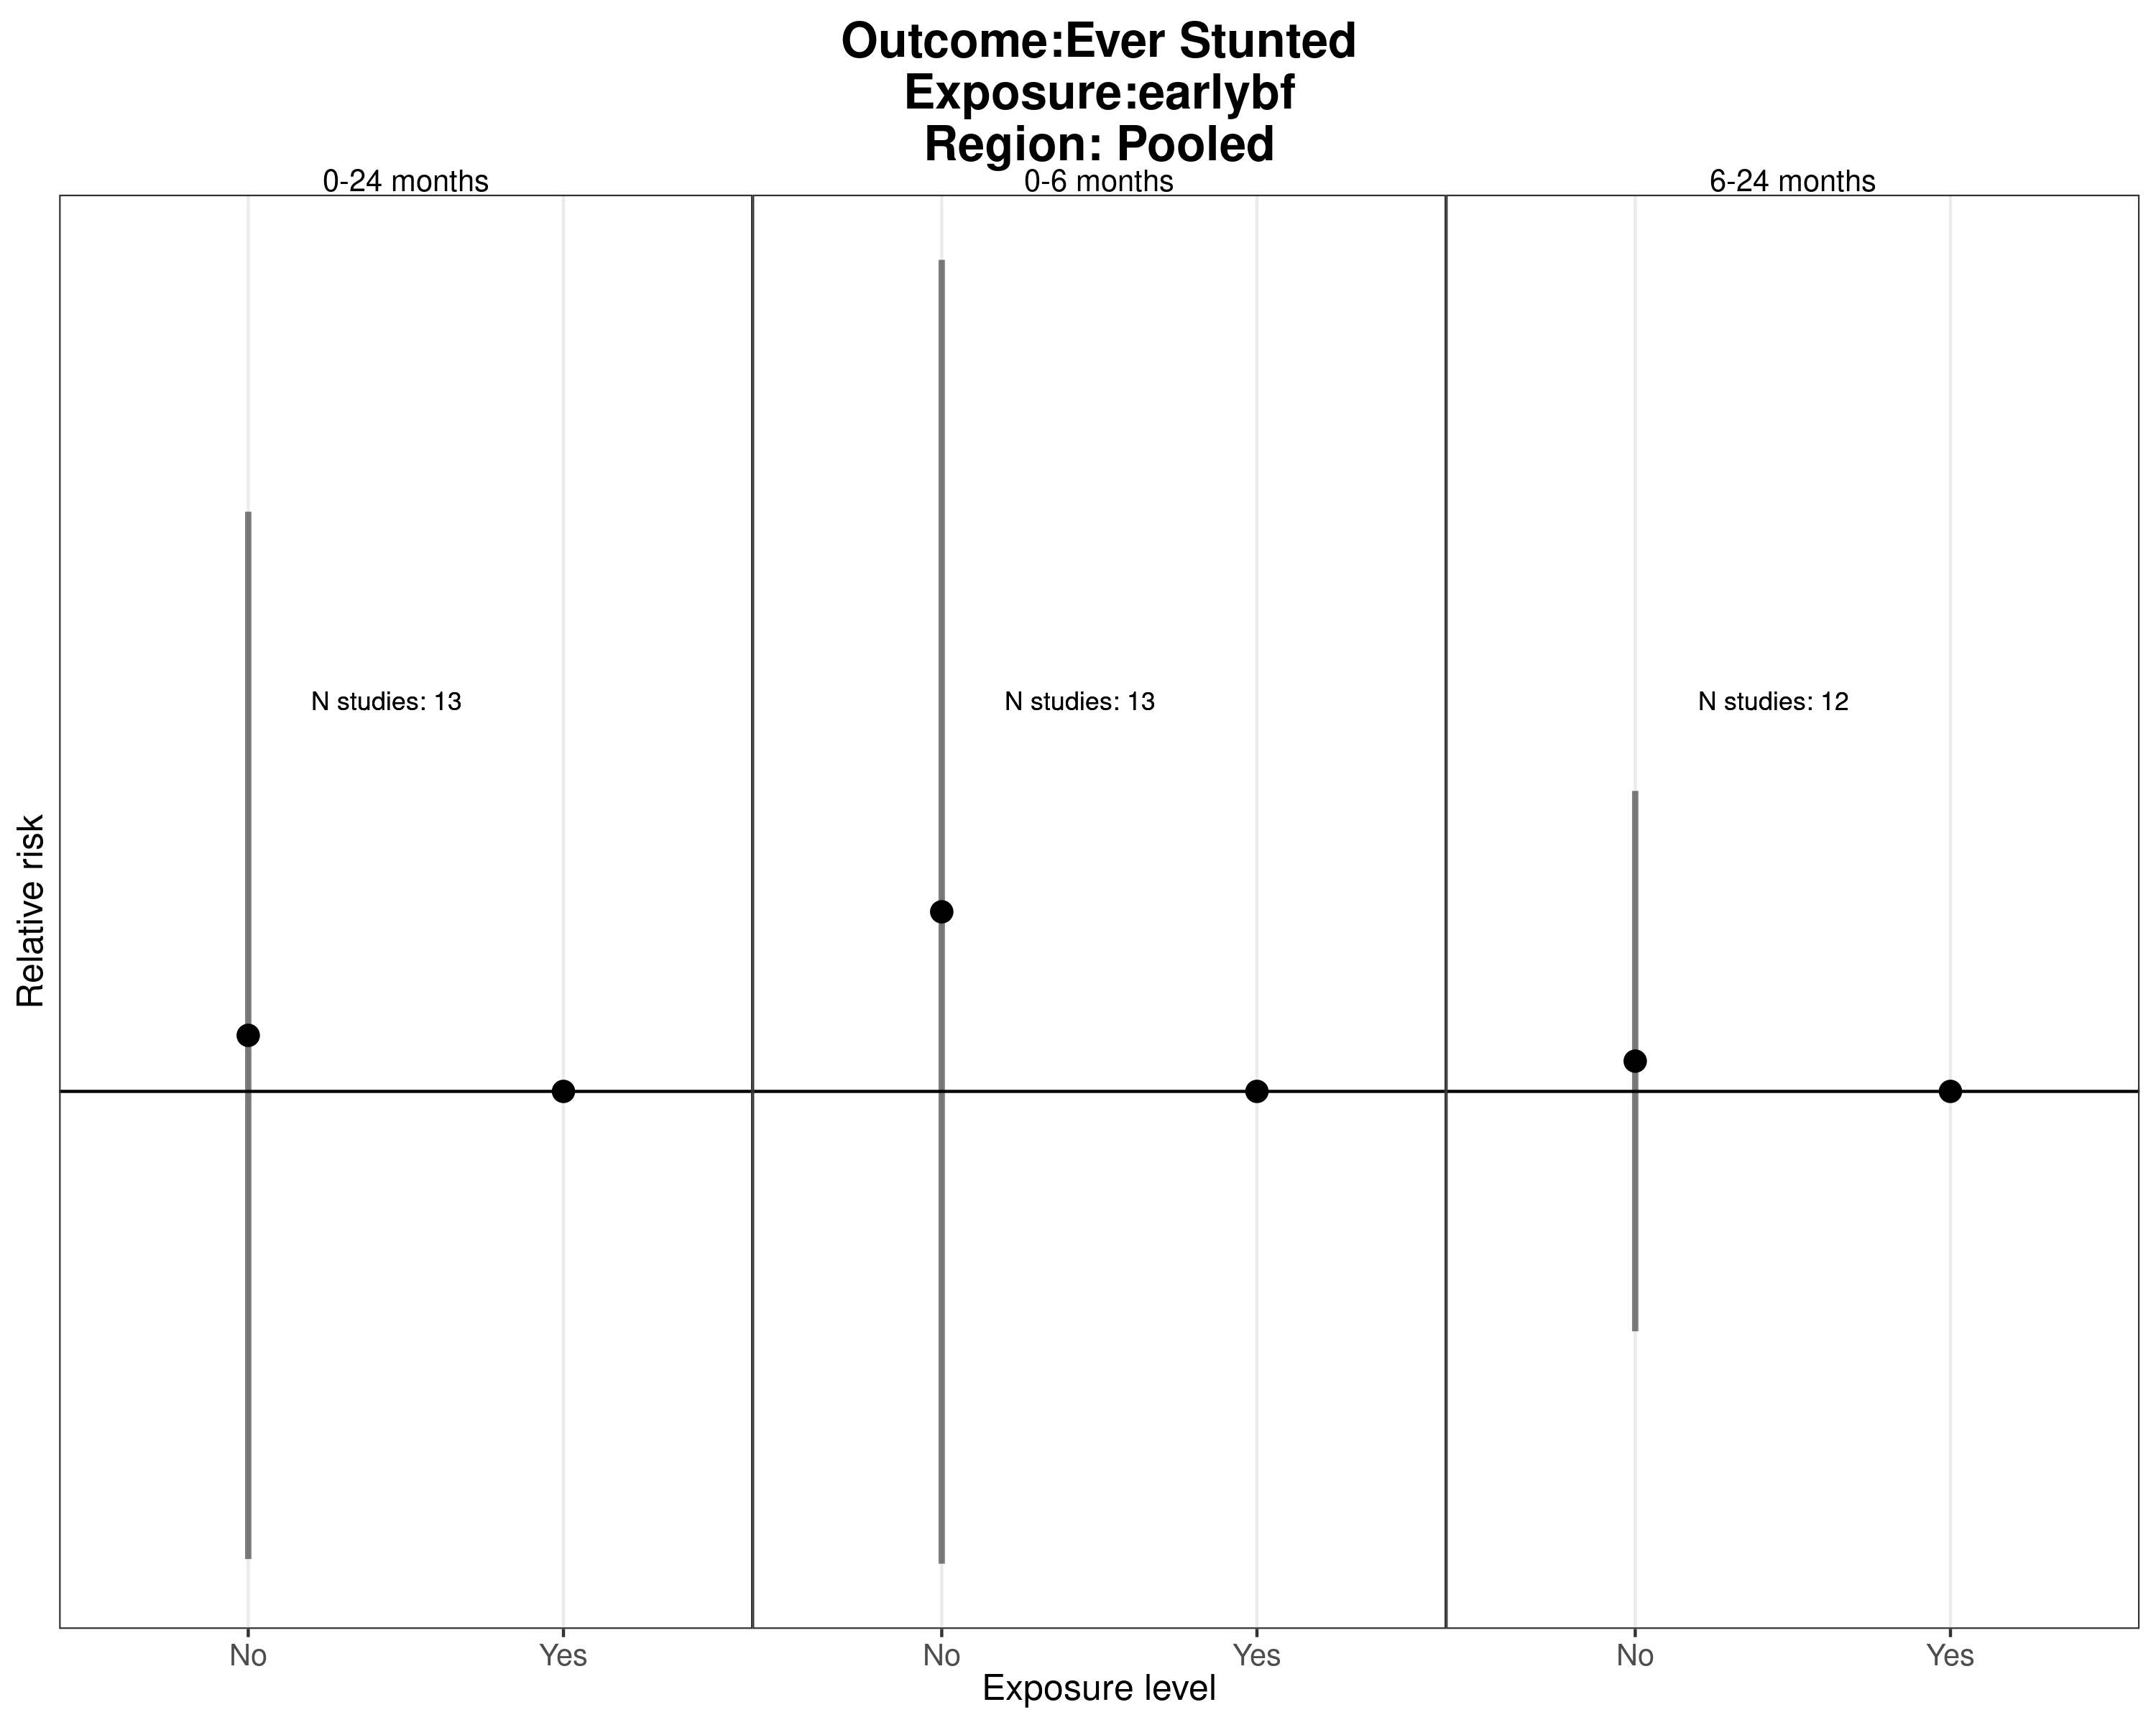 Outcome:Ever Stunted
Exposure:earlybf
Region: Pooled
0-24 months
0-6 months
6-24 months
N studies: 13
N studies: 13
N studies: 12
Relative risk
No
Yes
No
Yes
No
Yes
Exposure level